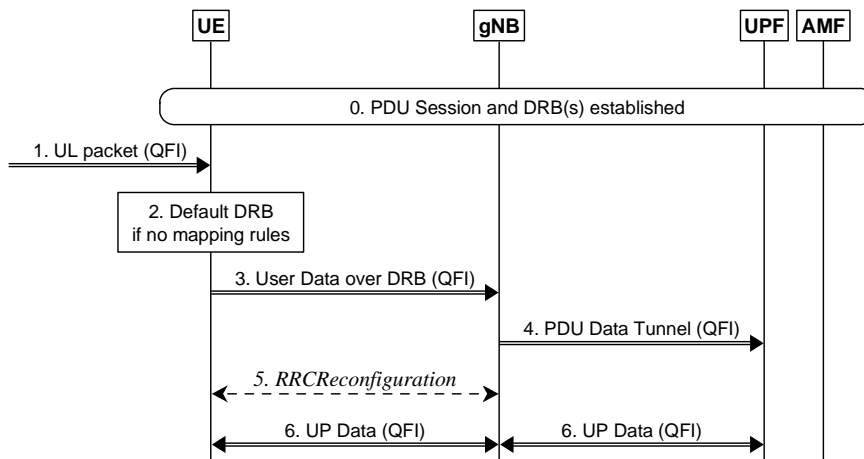 UE
gNB
UPF
AMF
0. PDU Session and DRB(s) established
1. UL packet (QFI)
2. Default DRB
if no mapping rules
3. User Data over DRB (QFI)
4. PDU Data Tunnel (QFI)
5. RRCReconfiguration
6. UP Data (QFI)
6. UP Data (QFI)